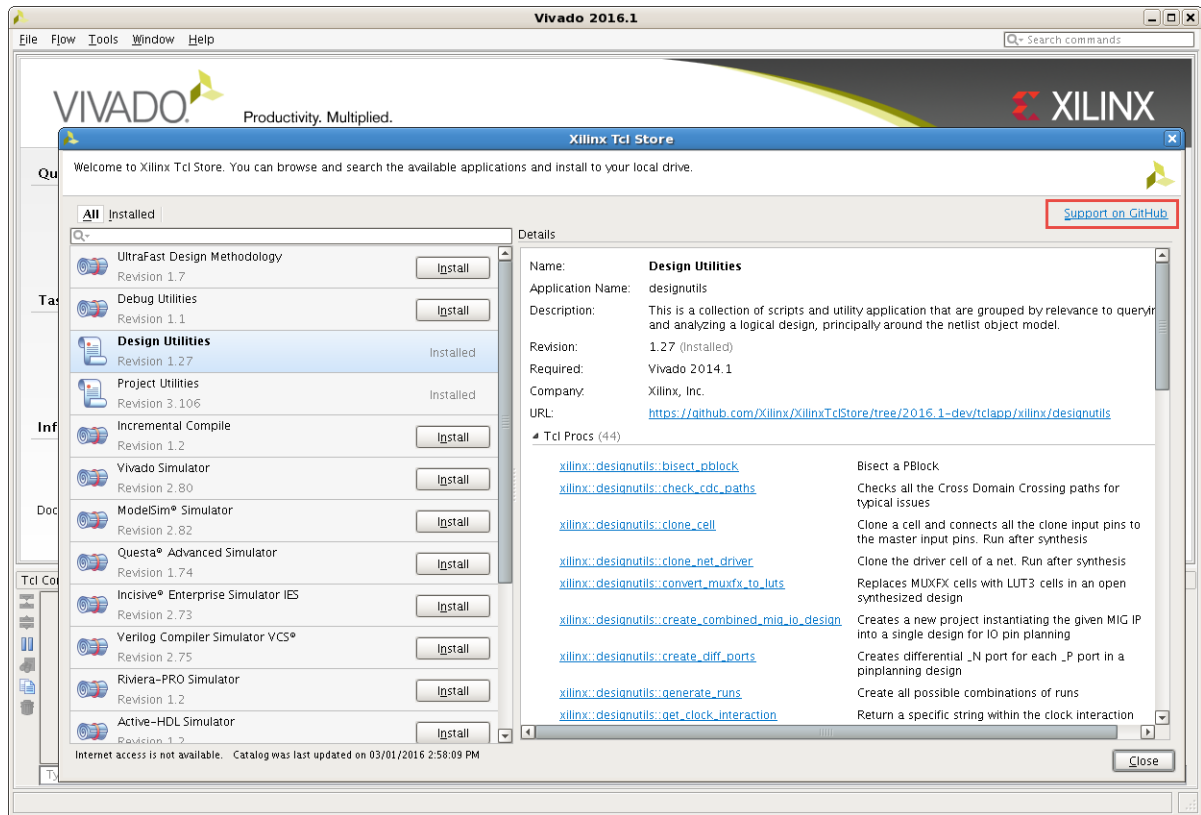 Vivado 2016.1
File Flow Tools Window Help
Search commands
VIVADO.
Productivity. Multiplied.
XILINX
Xilinx Tcl Store
Welcome to Xilinx Tcl Store. You can browse and search the available applications and install to your local drive.
Qu
All Installed
Support on GitHub
Details
UltraFast Design Methodology
Revision 1.7
Install
Debug Utilities
Revision 1.1
Install
Design Utilities
Revision 1.27
Installed
Project Utilities
Revision 3.106
Installed
Incremental Compile
Revision 1.2
Install
Vivado Simulator
Revision 2.80
Install
ModelSim® Simulator
Revision 2.82
Install
Questa® Advanced Simulator
Revision 1.74
Install
Incisive® Enterprise Simulator IES
Revision 2.73
Install
Verilog Compiler Simulator VCS®
Revision 2.75
Install
Riviera-PRO Simulator
Revision 1.2
Install
Active-HDL Simulator
Revision 1.2
Install
Name: Design Utilities
Application Name: designutils
Description: This is a collection of scripts and utility application that are grouped by relevance to queryin
and analyzing a logical design, principally around the netlist object model.
Revision: 1.27 (Installed)
Required: Vivado 2014.1
Company: Xilinx, Inc.
URL: https://github.com/Xilinx/XilinxTclStore/tree/2016.1-dev/tclapp/xilinx/designutils
Tcl Procs (44)
xilinx::designutils::bisect_pblock Bisect a PBlock
xilinx::designutils::check_cdc_paths Checks all the Cross Domain Crossing paths for
typical issues
xilinx::designutils::clone_cell Clone a cell and connects all the clone input pins to
the master input pins. Run after synthesis
xilinx::designutils::clone_net_driver Clone the driver cell of a net. Run after synthesis
xilinx::designutils::convert_muxfx_to_luts Replaces MUXFX cells with LUT3 cells in an open
synthesized design
xilinx::designutils::create_combined_mig_io_design Creates a new project instantiating the given MIG IP
into a single design for IO pin planning
xilinx::designutils::create_diff_ports Creates differential _N port for each _P port in a
pinplanning design
xilinx::designutils::generate_runs Create all possible combinations of runs
xilinx::designutils::get_clock_interaction Return a specific string within the clock interaction
Tas
Inf
Doc
Tcl Co
Ty
Internet access is not available. Catalog was last updated on 03/01/2016 2:58:09 PM
Close